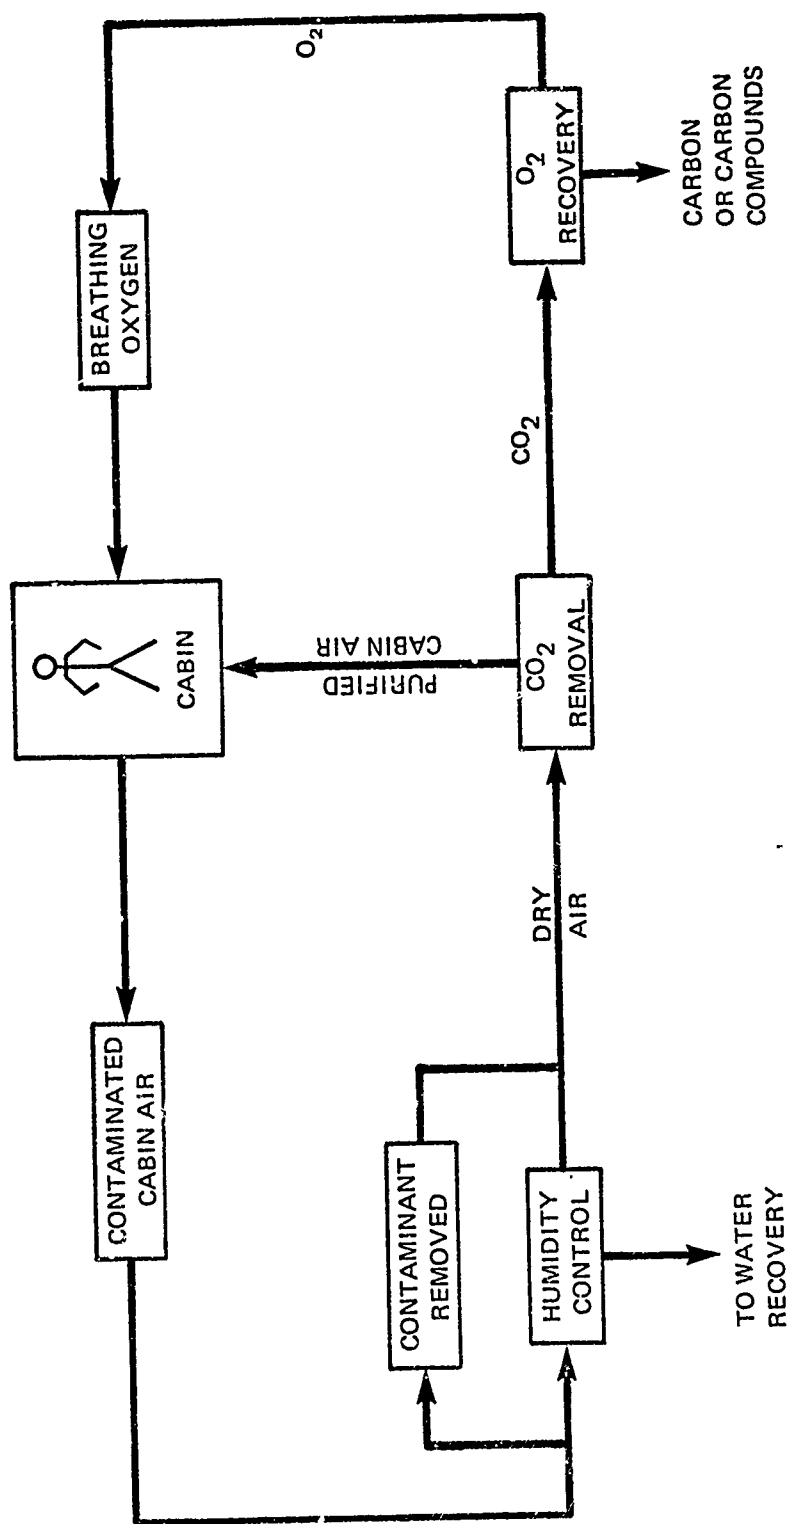 CONTAMINATED
CABIN AIR
CABIN
BREATHING
OXYGEN
O₂
CONTAMINANT
REMOVED
PURIFIED
CABIN AIR
HUMIDITY
CONTROL
DRY
AIR
CO₂
REMOVAL
CO₂
O₂
RECOVERY
TO WATER
RECOVERY
CARBON
OR CARBON
COMPOUNDS